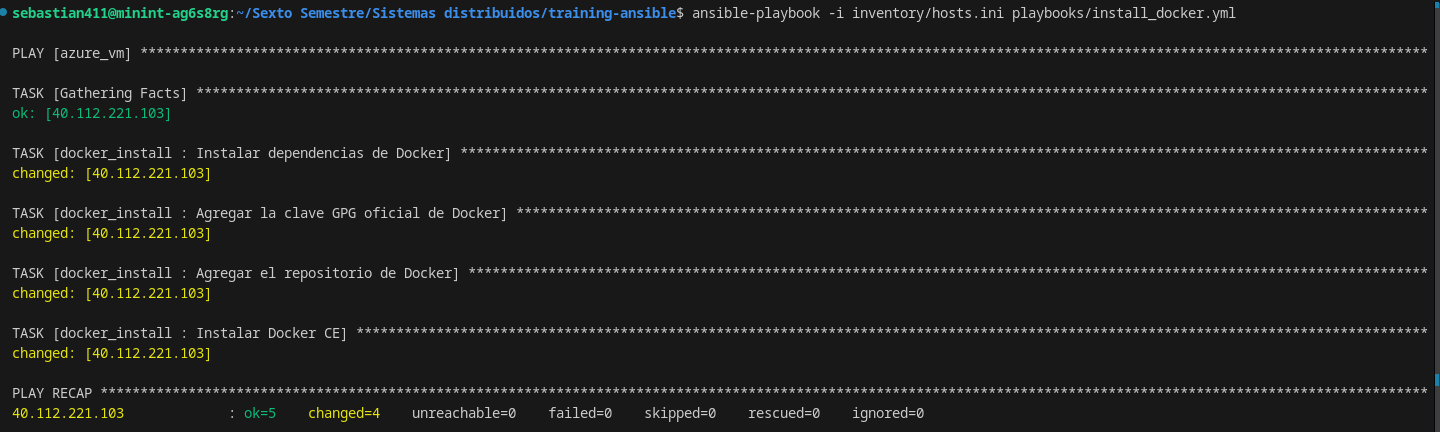 sebastian411@minint-ag6s8rg:~/Sexto Semestre/Sistemas distribuidos/training-ansible$ ansible-playbook -i inventory/hosts.ini playbooks/install_docker.yml
PLAY [azure_vm] *****************************************************************************************************************************************************************
TASK [Gathering Facts] **********************************************************************************************************************************************************
ok: [40.112.221.103]
TASK [docker_install : Instalar dependencias de Docker] *************************************************************************************************************************
changed: [40.112.221.103]
TASK [docker_install : Agregar la clave GPG oficial de Docker] ******************************************************************************************************************
changed: [40.112.221.103]
TASK [docker_install : Agregar el repositorio de Docker] ************************************************************************************************************************
changed: [40.112.221.103]
TASK [docker_install : Instalar Docker CE] **************************************************************************************************************************************
changed: [40.112.221.103]
PLAY RECAP **********************************************************************************************************************************************************************
40.112.221.103             : ok=5    changed=4    unreachable=0    failed=0    skipped=0    rescued=0    ignored=0